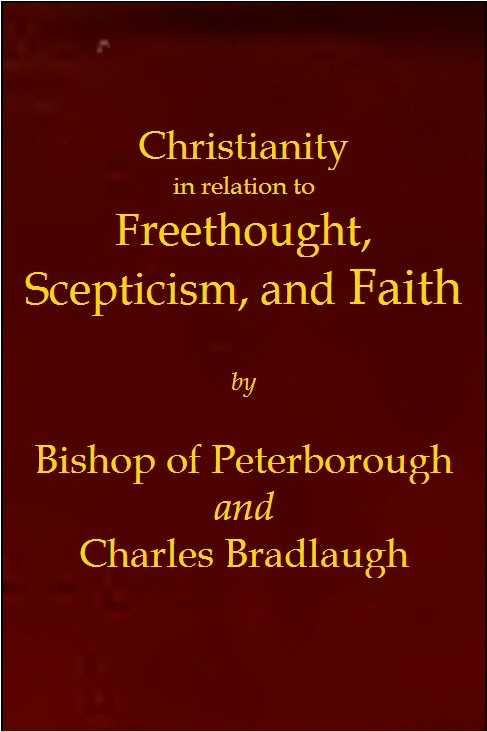 Christianity
in relation to
Freethought,
Scepticism, and Faith
by
Bishop of Peterborough
and
Charles Bradlaugh